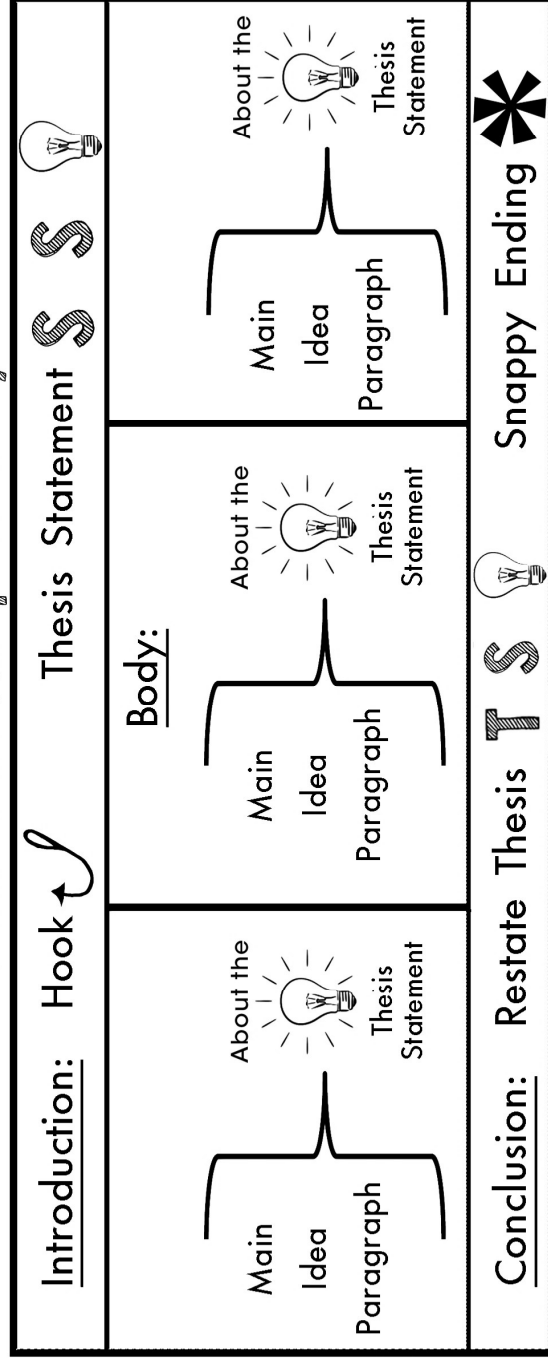 Introduction: Hook Thesis Statement S S
Body:
Main
Idea
Paragraph
About the
Thesis
Statement
Main
Idea
Paragraph
About the
Thesis
Statement
Main
Idea
Paragraph
About the
Thesis
Statement
Conclusion: Restate Thesis T S Snappy Ending